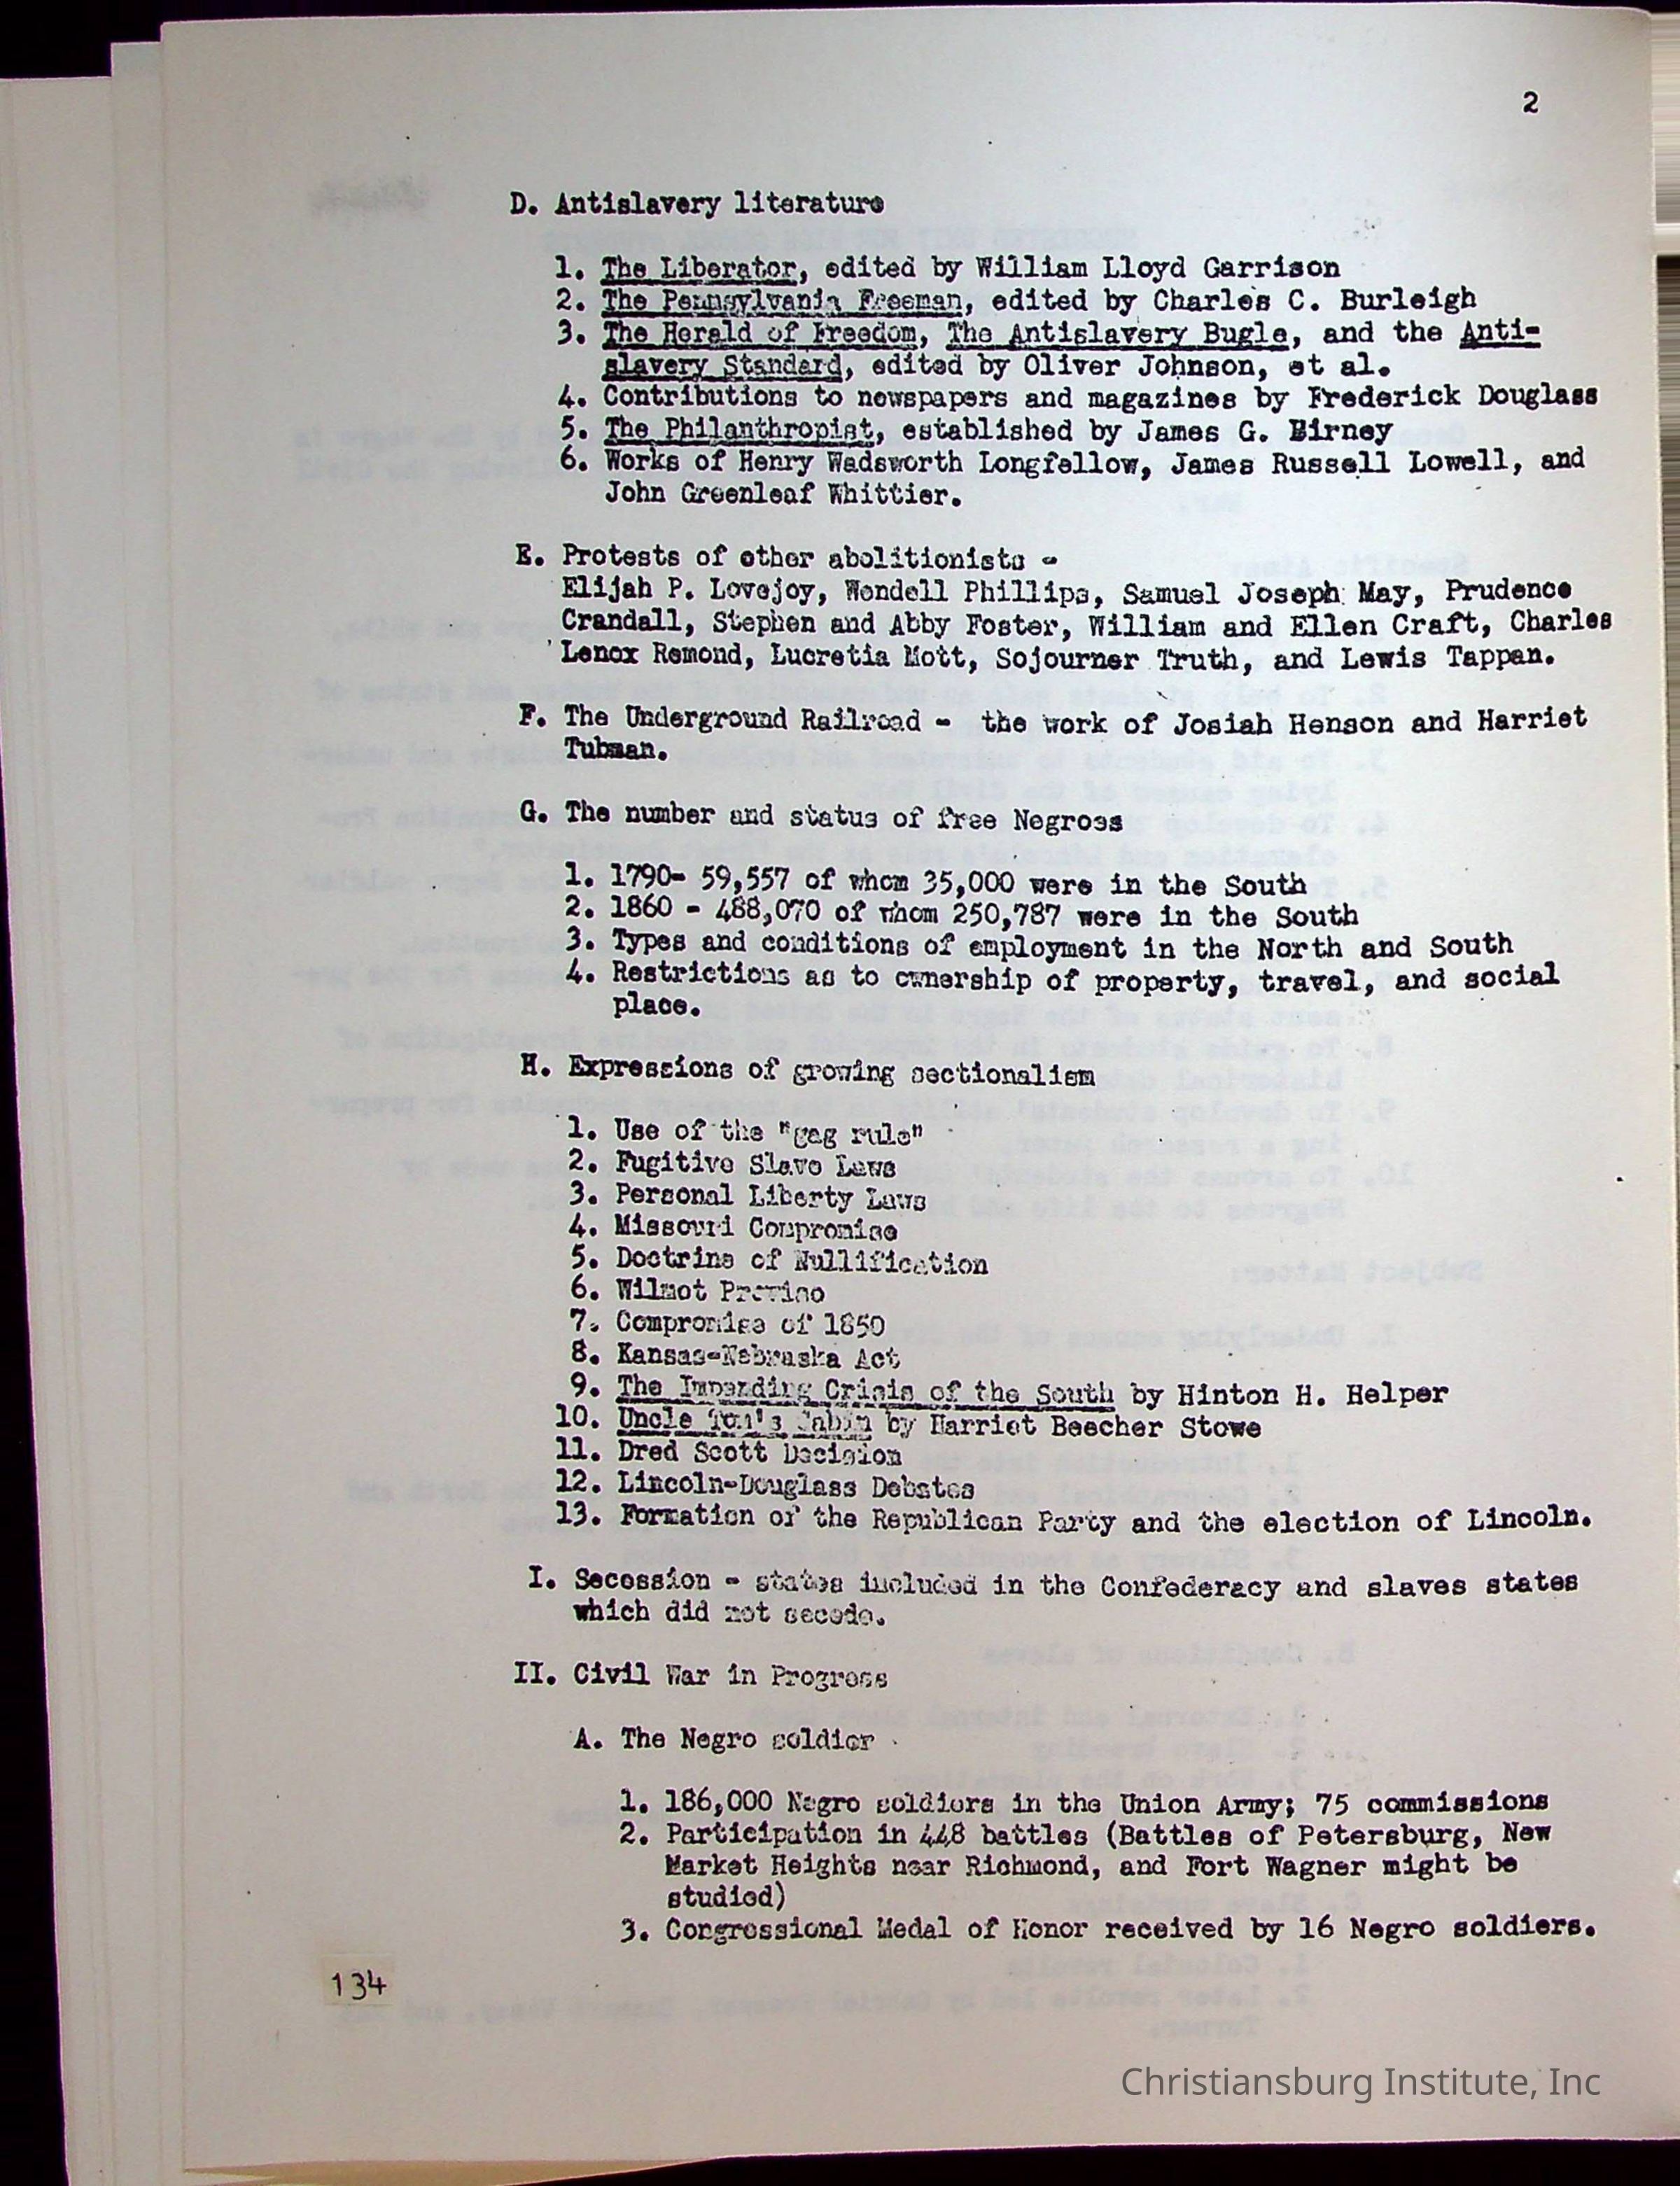 2
D. Antislavery literature
1. The Liberator, edited by William Lloyd Garrison
2. The Pennsylvania Freeman, edited by Charles C. Burleigh
3. The Herald of Freedom, The Antislavery Bugle, and the Anti-
slavery Standard, edited by Oliver Johnson, et al.
4. Contributions to newspapers and magazines by Frederick Douglass
5. The Philanthropist, established by James G. Birney
6. Works of Henry Wadsworth Longfellow, James Russell Lowell, and
John Greenleaf Whittier.
E. Protests of other abolitionists -
Elijah P. Lovejoy, Wendell Phillips, Samuel Joseph May, Prudence
Crandall, Stephen and Abby Foster, William and Ellen Craft, Charles
Lenox Remond, Lucretia Mott, Sojourner Truth, and Lewis Tappan.
F. The Underground Railroad - the work of Josiah Henson and Harriet
Tubman.
G. The number and status of free Negroes
1. 1790- 59,557 of whom 35,000 were in the South
2. 1860 - 488,070 of whom 250,787 were in the South
3. Types and conditions of employment in the North and South
4. Restrictions as to ownership of property, travel, and social
place.
H. Expressions of growing sectionalism
1. Use of the "gag rule"
2. Fugitive Slave Laws
3. Personal Liberty Laws
4. Missouri Compromise
5. Doctrine of Nullification
6. Wilmot Proviso
7. Compromise of 1850
8. Kansas-Nebraska Act
9. The Impending Crisis of the South by Hinton H. Helper
10. Uncle Tom's Cabin by Harriet Beecher Stowe
11. Dred Scott Decision
12. Lincoln-Douglass Debates
13. Formation of the Republican Party and the election of Lincoln.
I. Secession - states included in the Confederacy and slaves states
which did not secede.
II. Civil War in Progress
A. The Negro soldier
1. 186,000 Negro soldiers in the Union Army; 75 commissions
2. Participation in 448 battles (Battles of Petersburg, New
Market Heights near Richmond, and Fort Wagner might be
studied)
3. Congressional Medal of Honor received by 16 Negro soldiers.
134
Christiansburg Institute, Inc